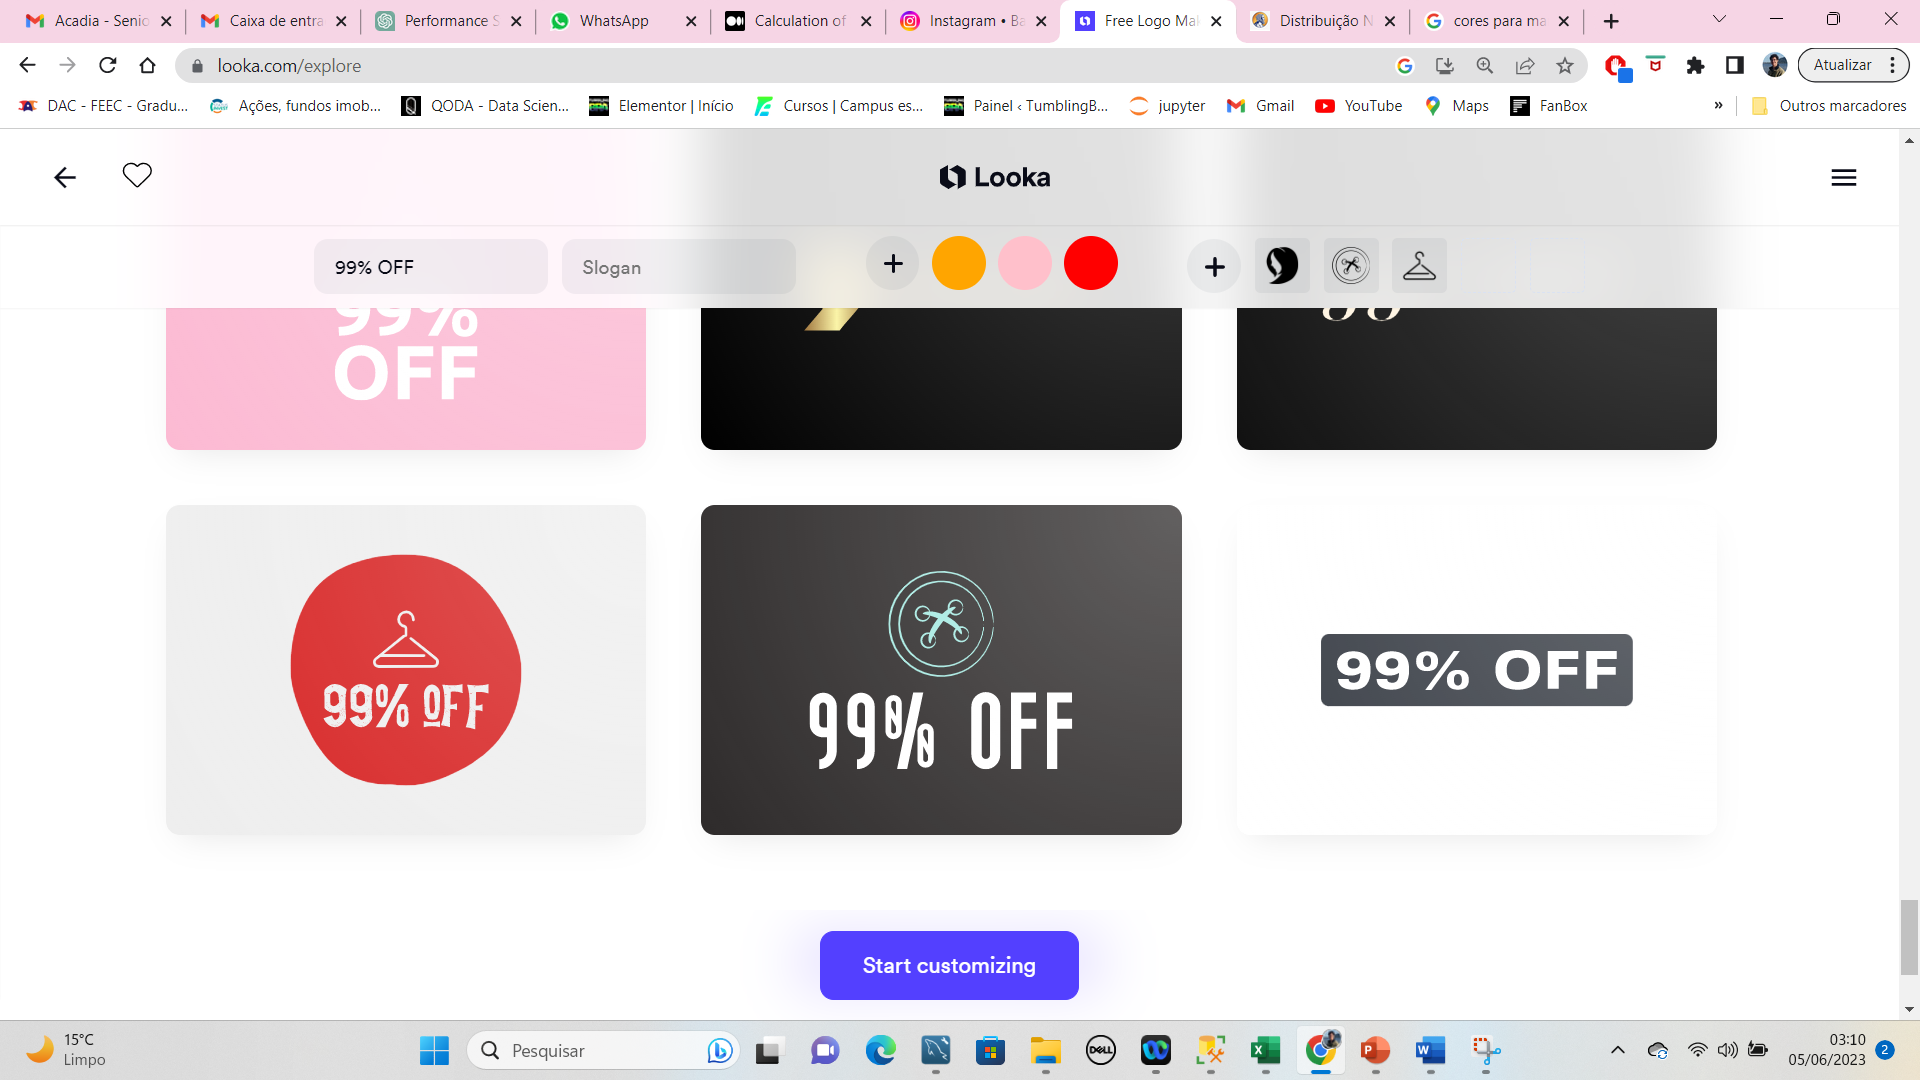 Acadia - Senio
Caixa de entra
Performance S
WhatsApp
Calculation of
Instagram • Ba
Free Logo Mak
Distribuição N
cores para ma
looka.com/explore
Atualizar
DAC - FEEC - Gradu...
Ações, fundos imob...
QODA - Data Scien...
Elementor | Início
Cursos | Campus es...
Painel ‹ TumblingB...
jupyter
Gmail
YouTube
Maps
FanBox
»
Outros marcadores
Looka
99% OFF
Slogan
99%
OFF
99% OFF
99% OFF
99% OFF
Start customizing
15°C
Limpo
Pesquisar
DELL
03:10
05/06/2023
2